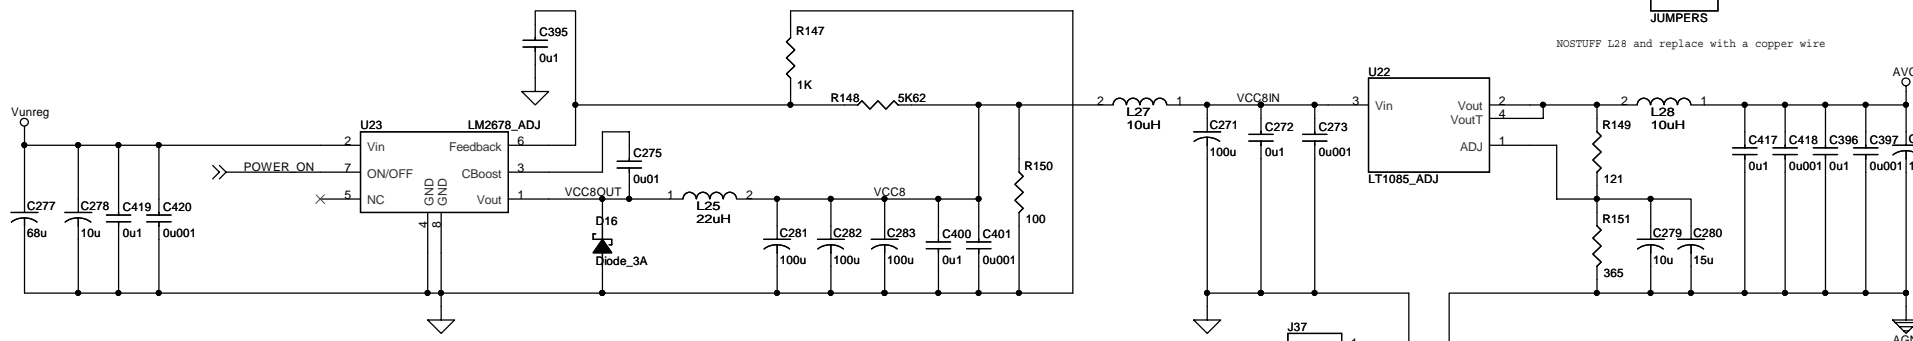 JUMPERS
NOSTUFF L28 and replace with a copper wire
C395
0u1
R147
1K
R148
5K62
2
L27
10uH
1
VCC8IN
U22
3
Vin
LT1085_ADJ
Vout
2
VoutT
4
ADJ
1
2
L28
10uH
1
Vunreg
U23
LM2678_ADJ
2
Vin
7
ON/OFF
5
NC
GND
GND
4
8
Feedback
6
CBoost
3
Vout
1
POWER_ON
C277
68u
C278
10u
C419
0u1
C420
0u001
C275
0u01
VCC8OUT
1
L25
22uH
2
VCC8
D16
Diode_3A
C281
100u
C282
100u
C283
100u
C400
0u1
C401
0u001
R150
100
C271
100u
C272
0u1
C273
0u001
R149
121
R151
365
C279
10u
C280
15u
C417
0u1
C418
0u001
C396
0u1
C397
0u001
J37